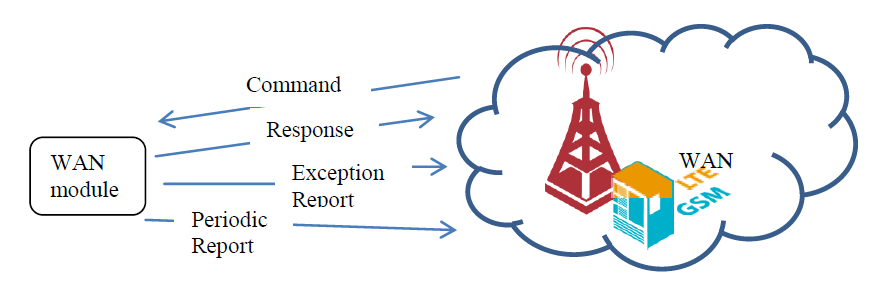 Command
Response
WAN
module
Exception
Report
Periodic
Report
WAN
LTE
GSM